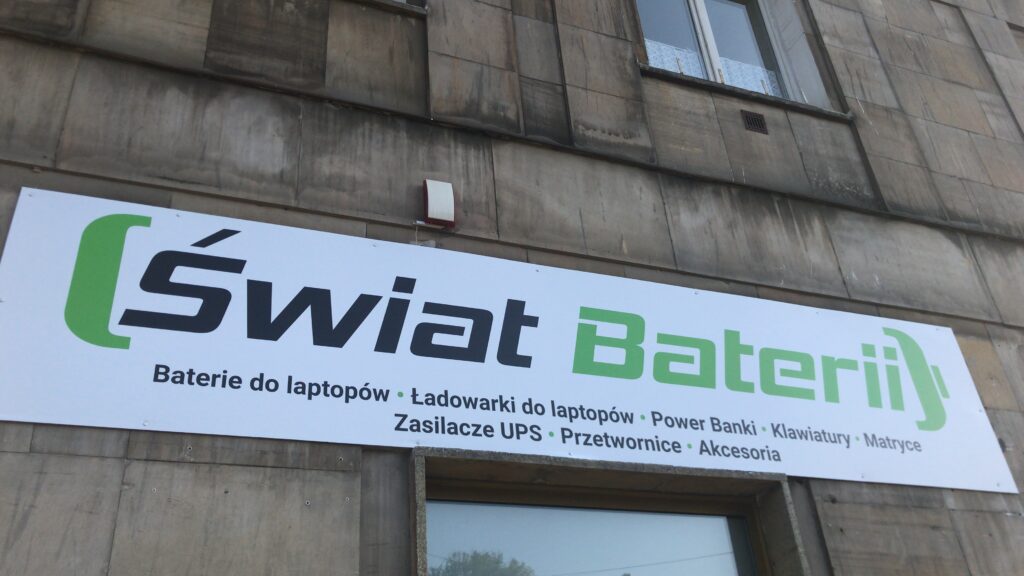 Świat Baterii
Baterie do laptopów • Ładowarki do laptopów • Power Banki • Klawiatury • Matryce
Zasilacze UPS • Przetwornice • Akcesoria